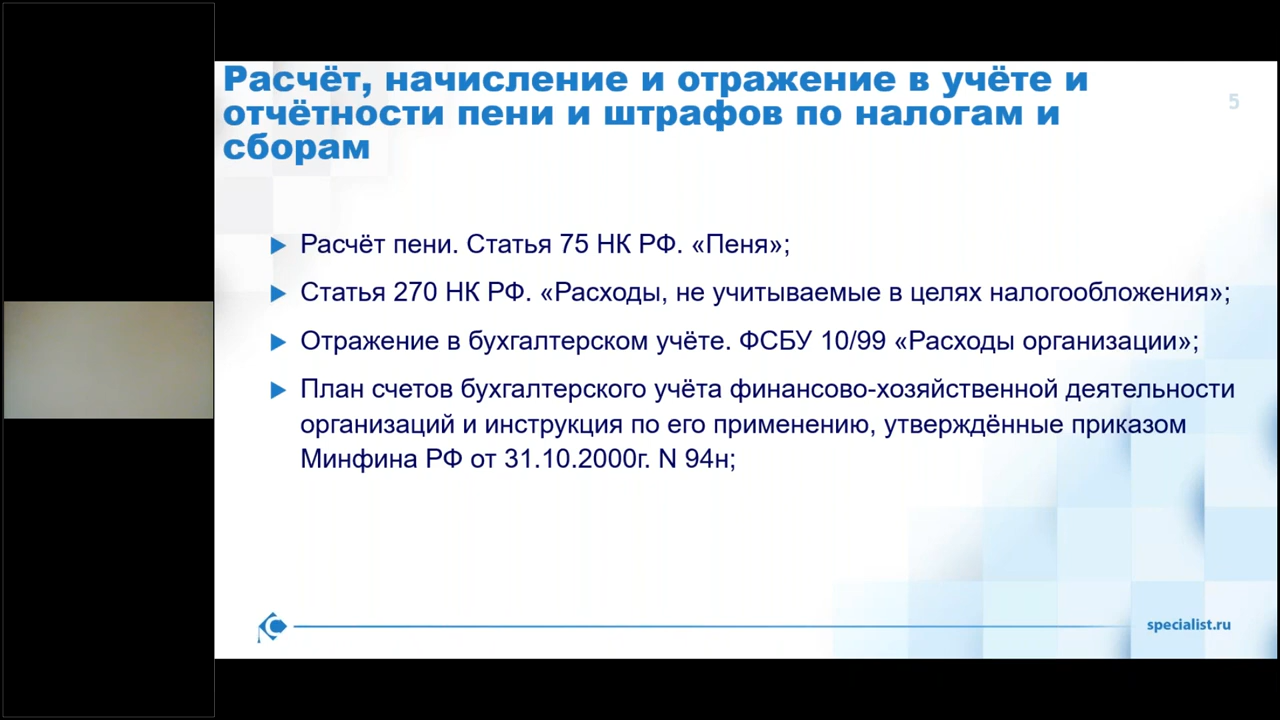 Расчёт, начисление и отражение в учёте и
отчётности пени и штрафов по налогам и
сборам
5
Расчёт пени. Статья 75 НК РФ. «Пеня»;
Статья 270 НК РФ. «Расходы, не учитываемые в целях налогообложения»;
Отражение в бухгалтерском учёте. ФСБУ 10/99 «Расходы организации»;
План счетов бухгалтерского учёта финансово-хозяйственной деятельности
организаций и инструкция по его применению, утверждённые приказом
Минфина РФ от 31.10.2000г. N 94н;
specialist.ru